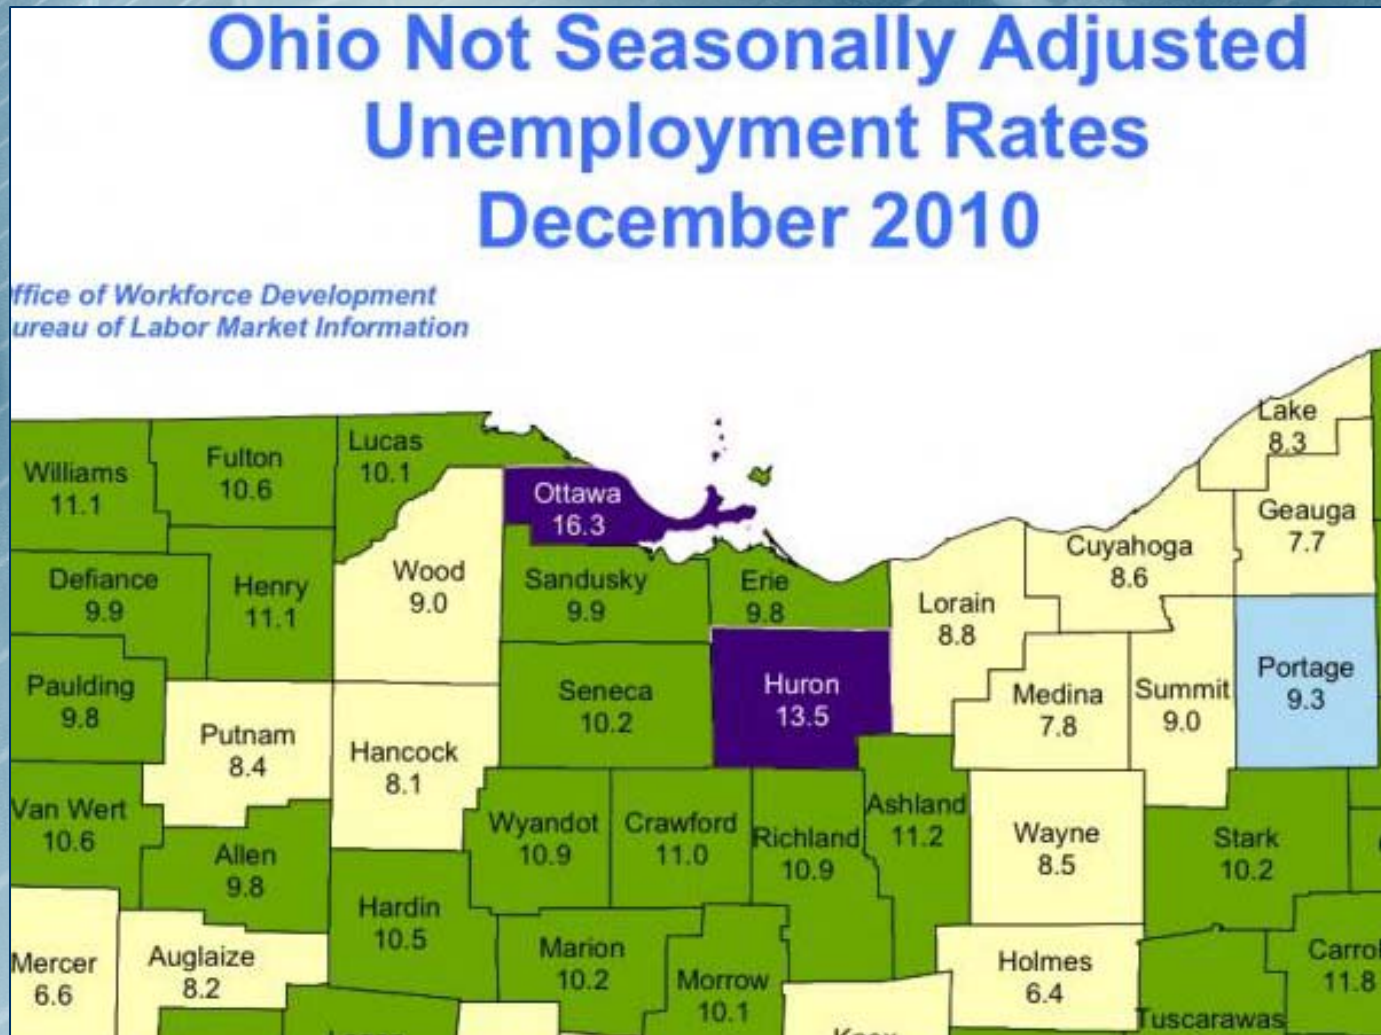 Ohio Not Seasonally Adjusted
Unemployment Rates
December 2010
ffice of Workforce Development
ureau of Labor Market Information
Lake
8.3
Lucas
10.1
Fulton
10.6
Williams
11.1
Ottawa
16.3
Geauga
7.7
Cuyahoga
8.6
Wood
9.0
Defiance
9.9
Henry
11.1
Sandusky
9.9
Erie
9.8
Lorain
8.8
Portage
9.3
Paulding
9.8
Seneca
10.2
Huron
13.5
Medina
7.8
Summit
9.0
Putnam
8.4
Hancock
8.1
Van Wert
10.6
Ashland
11.2
Wyandot
10.9
Crawford
11.0
Richland
10.9
Wayne
8.5
Stark
10.2
Allen
9.8
Hardin
10.5
Marion
10.2
Mercer
6.6
Auglaize
8.2
Holmes
6.4
Carrol
11.8
Morrow
10.1
Tuscarawas